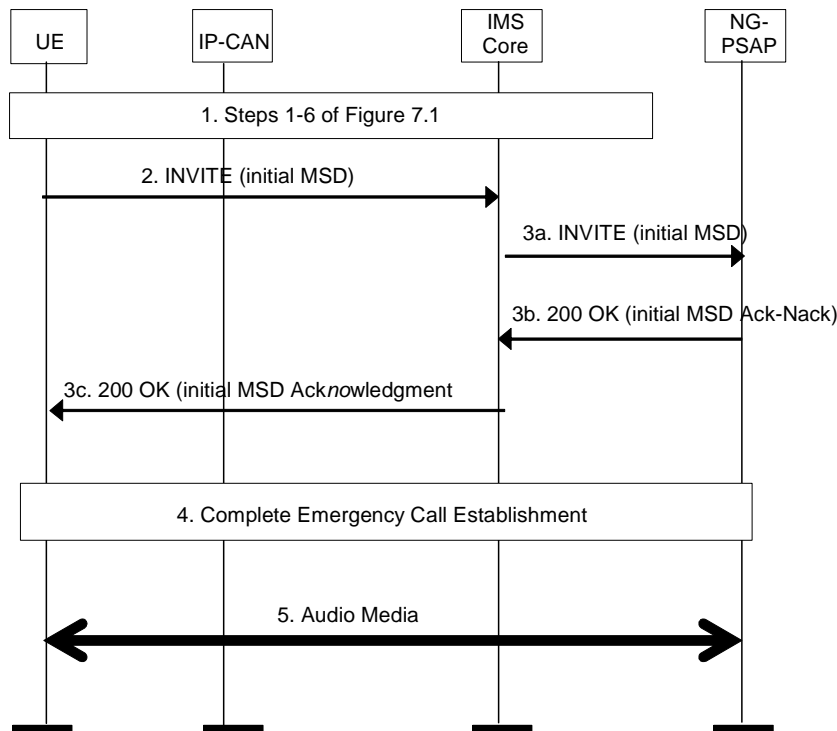 UE
IP-CAN
IMS
Core
NG-
PSAP
1. Steps 1-6 of Figure 7.1
2. INVITE (initial MSD)
3a. INVITE (initial MSD)
3b. 200 OK (initial MSD Ack-Nack)
3c. 200 OK (initial MSD Acknowledgment
4. Complete Emergency Call Establishment
5. Audio Media